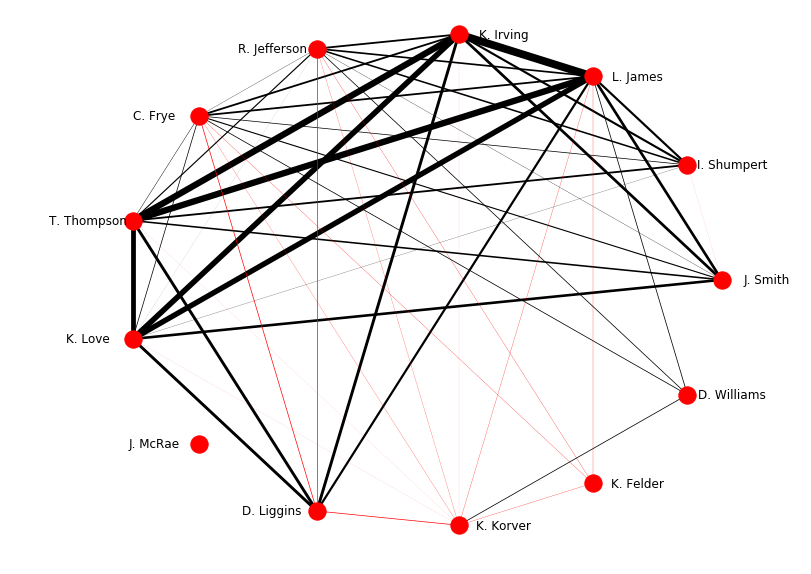 K. Irving
R. Jefferson
L. James
C. Frye
I. Shumpert
T. Thompson
J. Smith
K. Love
D. Williams
J. McRae
K. Felder
D. Liggins
K. Korver